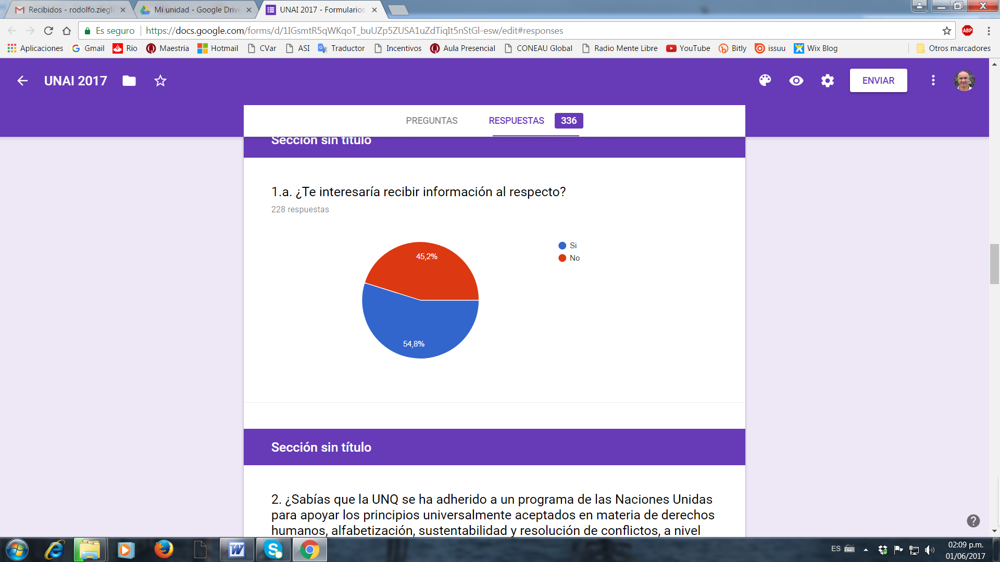 Recibidos - rodolfo.ziegle
Mi unidad - Google Drive
UNAI 2017 - Formularios
Es seguro
https://docs.google.com/forms/d/1IGsmtR5qWKqoT_buUZp5ZUSA1uZdTiqIt5nStGl-esw/edit#responses
ABP
Aplicaciones Gmail Río Maestría Hotmail CVar ASI Traductor Incentivos Aula Presencial CONEAU Global Radio Mente Libre YouTube Bitly issuu Wix Blog Otros marcadores
UNAI 2017
ENVIAR
PREGUNTAS RESPUESTAS 336
Sección sin título
1.a. ¿Te interesaría recibir información al respecto?
228 respuestas
Si
No
45,2%
54,8%
Sección sin título
2. ¿Sabías que la UNQ se ha adherido a un programa de las Naciones Unidas
para apoyar los principios universalmente aceptados en materia de derechos
humanos, alfabetización, sustentabilidad y resolución de conflictos, a nivel
ES
02:09 p.m.
01/06/2017